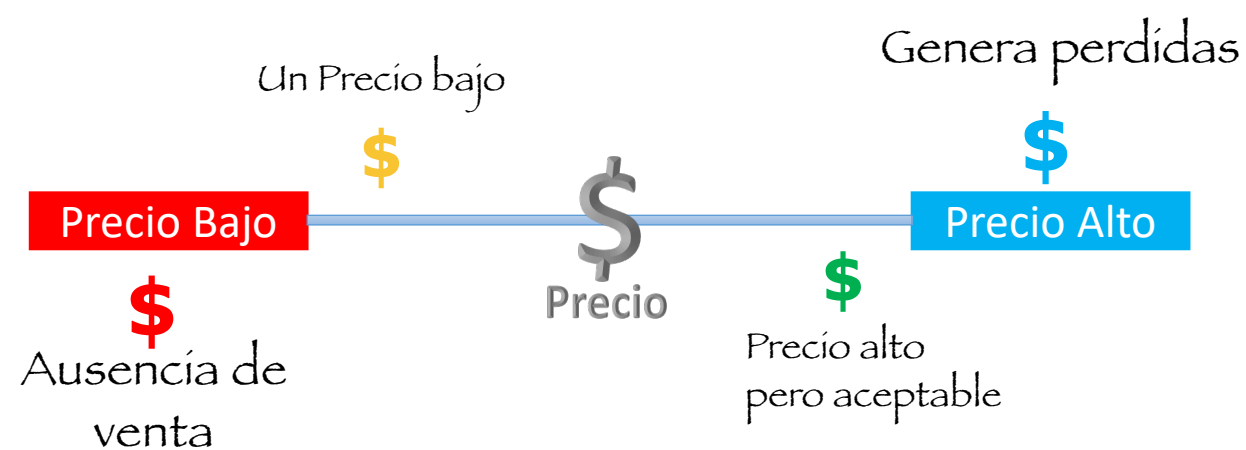 Genera perdidas
Un Precio bajo
$
$
$
Precio Bajo
Precio Alto
$
$
Precio
Ausencia de
venta
Precio alto
pero aceptable